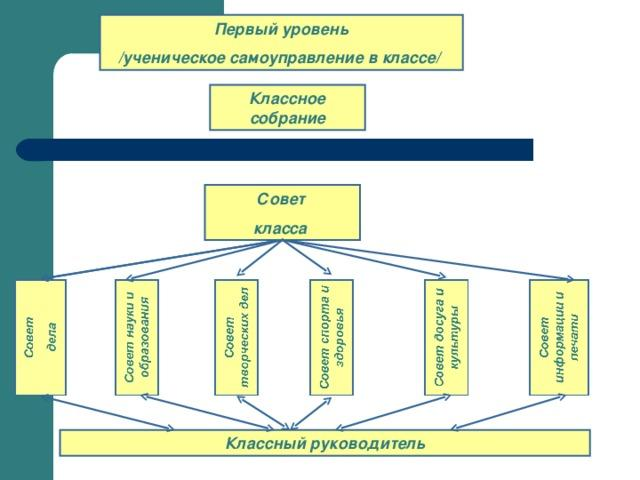 Первый уровень
/ученическое самоуправление в классе/
Классное
собрание
Совет
класса
Совет
дела
Совет науки и
образования
Совет
творческих дел
Совет спорта и
здоровья
Совет досуга и
культуры
Совет
информации и
печати
Классный руководитель